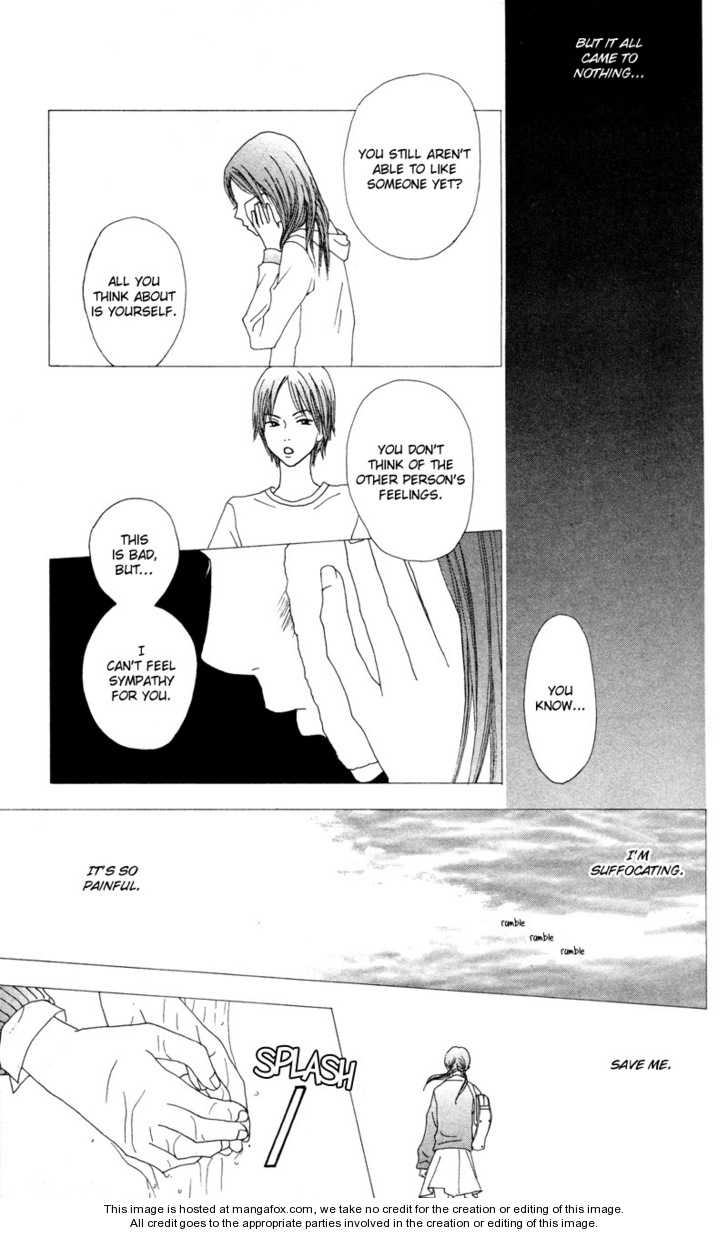 BUT IT ALL
CAME TO
NOTHING...
YOU KNOW...
YOU STILL AREN'T
ABLE TO LIKE
SOMEONE YET?
ALL YOU
THINK ABOUT
IS YOURSELF.
YOU DON'T
THINK OF THE
OTHER PERSON'S
FEELINGS.
THIS
IS BAD,
BUT...
I
CAN'T FEEL
SYMPATHY
FOR YOU.
I'M
SUFFOCATING.
rumble
rumble
rumble
IT'S SO
PAINFUL.
SAVE ME.
SPLASH
This image is hosted at mangafox.com, we take no credit for the creation or editing of this image.
All credit goes to the appropriate parties involved in the creation or editing of this image.